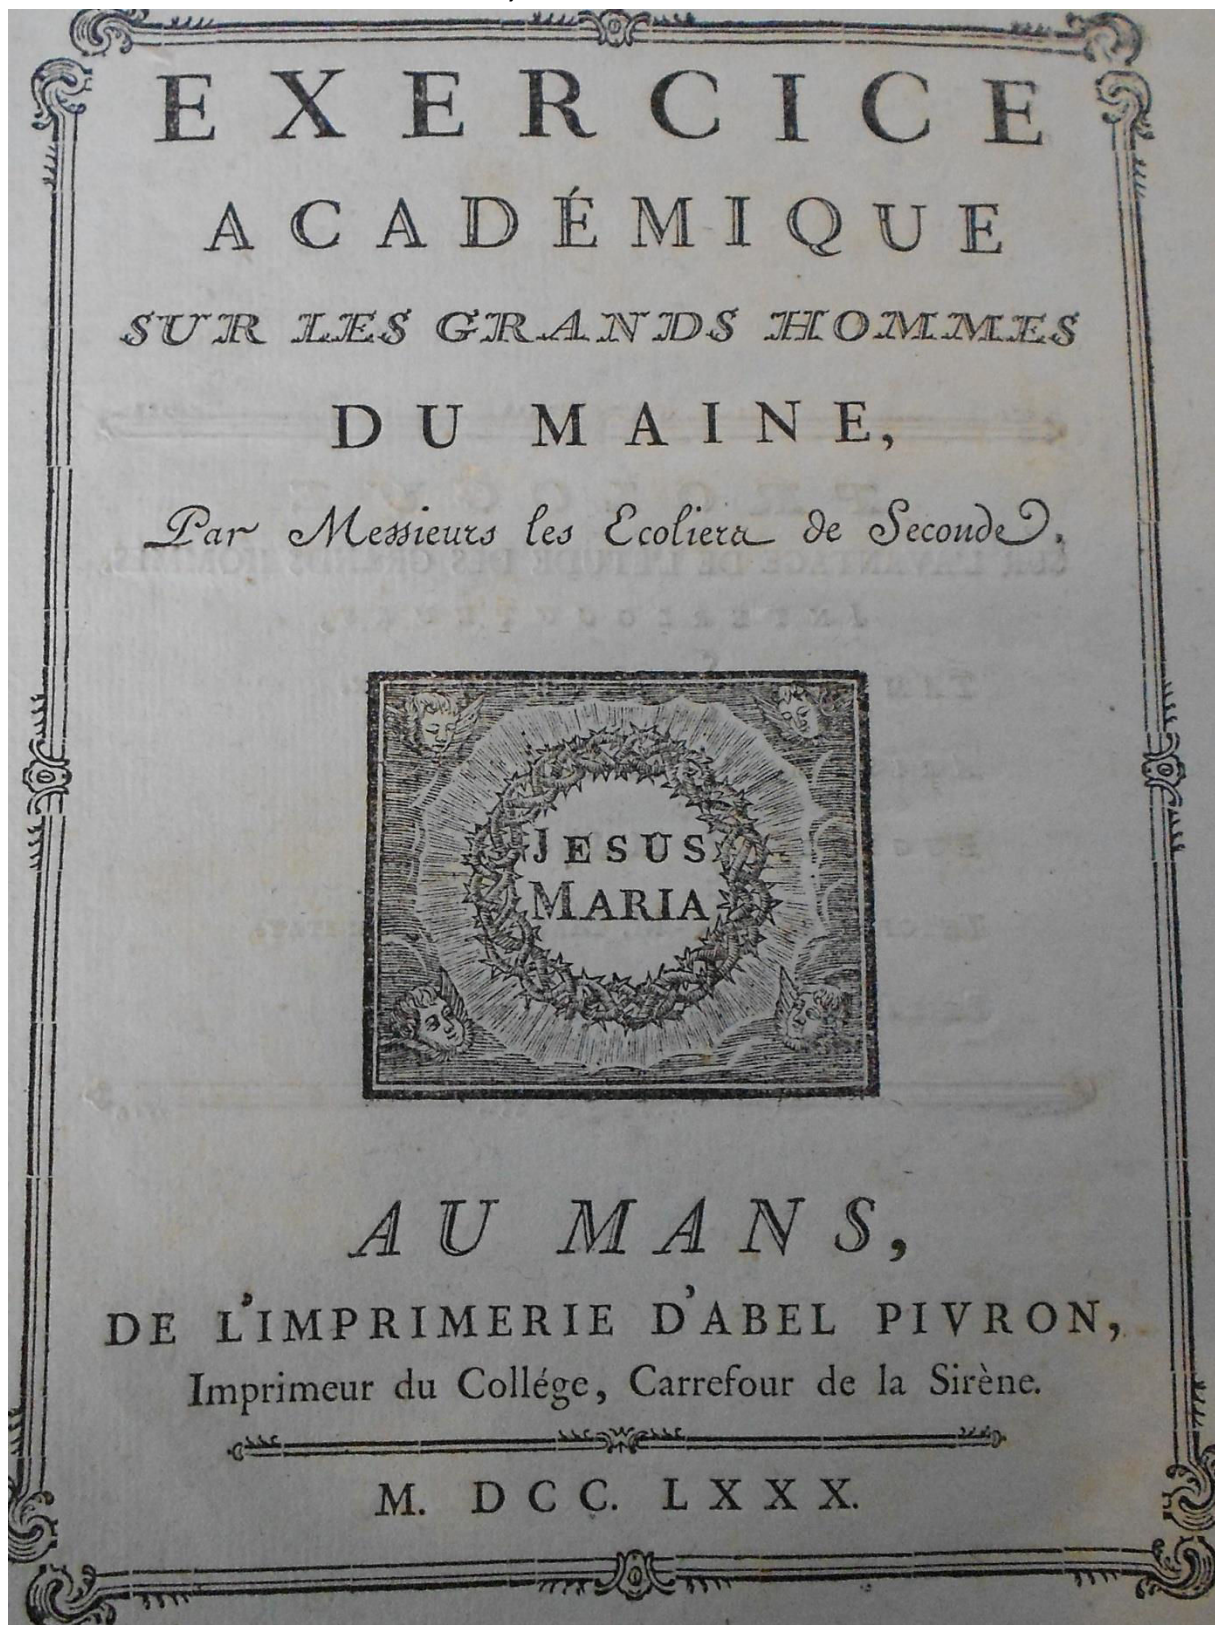 EXERCICE
ACADÉMIQUE
SUR LES GRANDS HOMMES
DU MAINE,
Par Messieurs les Ecoliers de Seconde.
JESUS
MARIA
AU MANS,
DE L'IMPRIMERIE D'ABEL PIVRON,
Imprimeur du Collége, Carrefour de la Sirène.
M. DCC. LXXX.